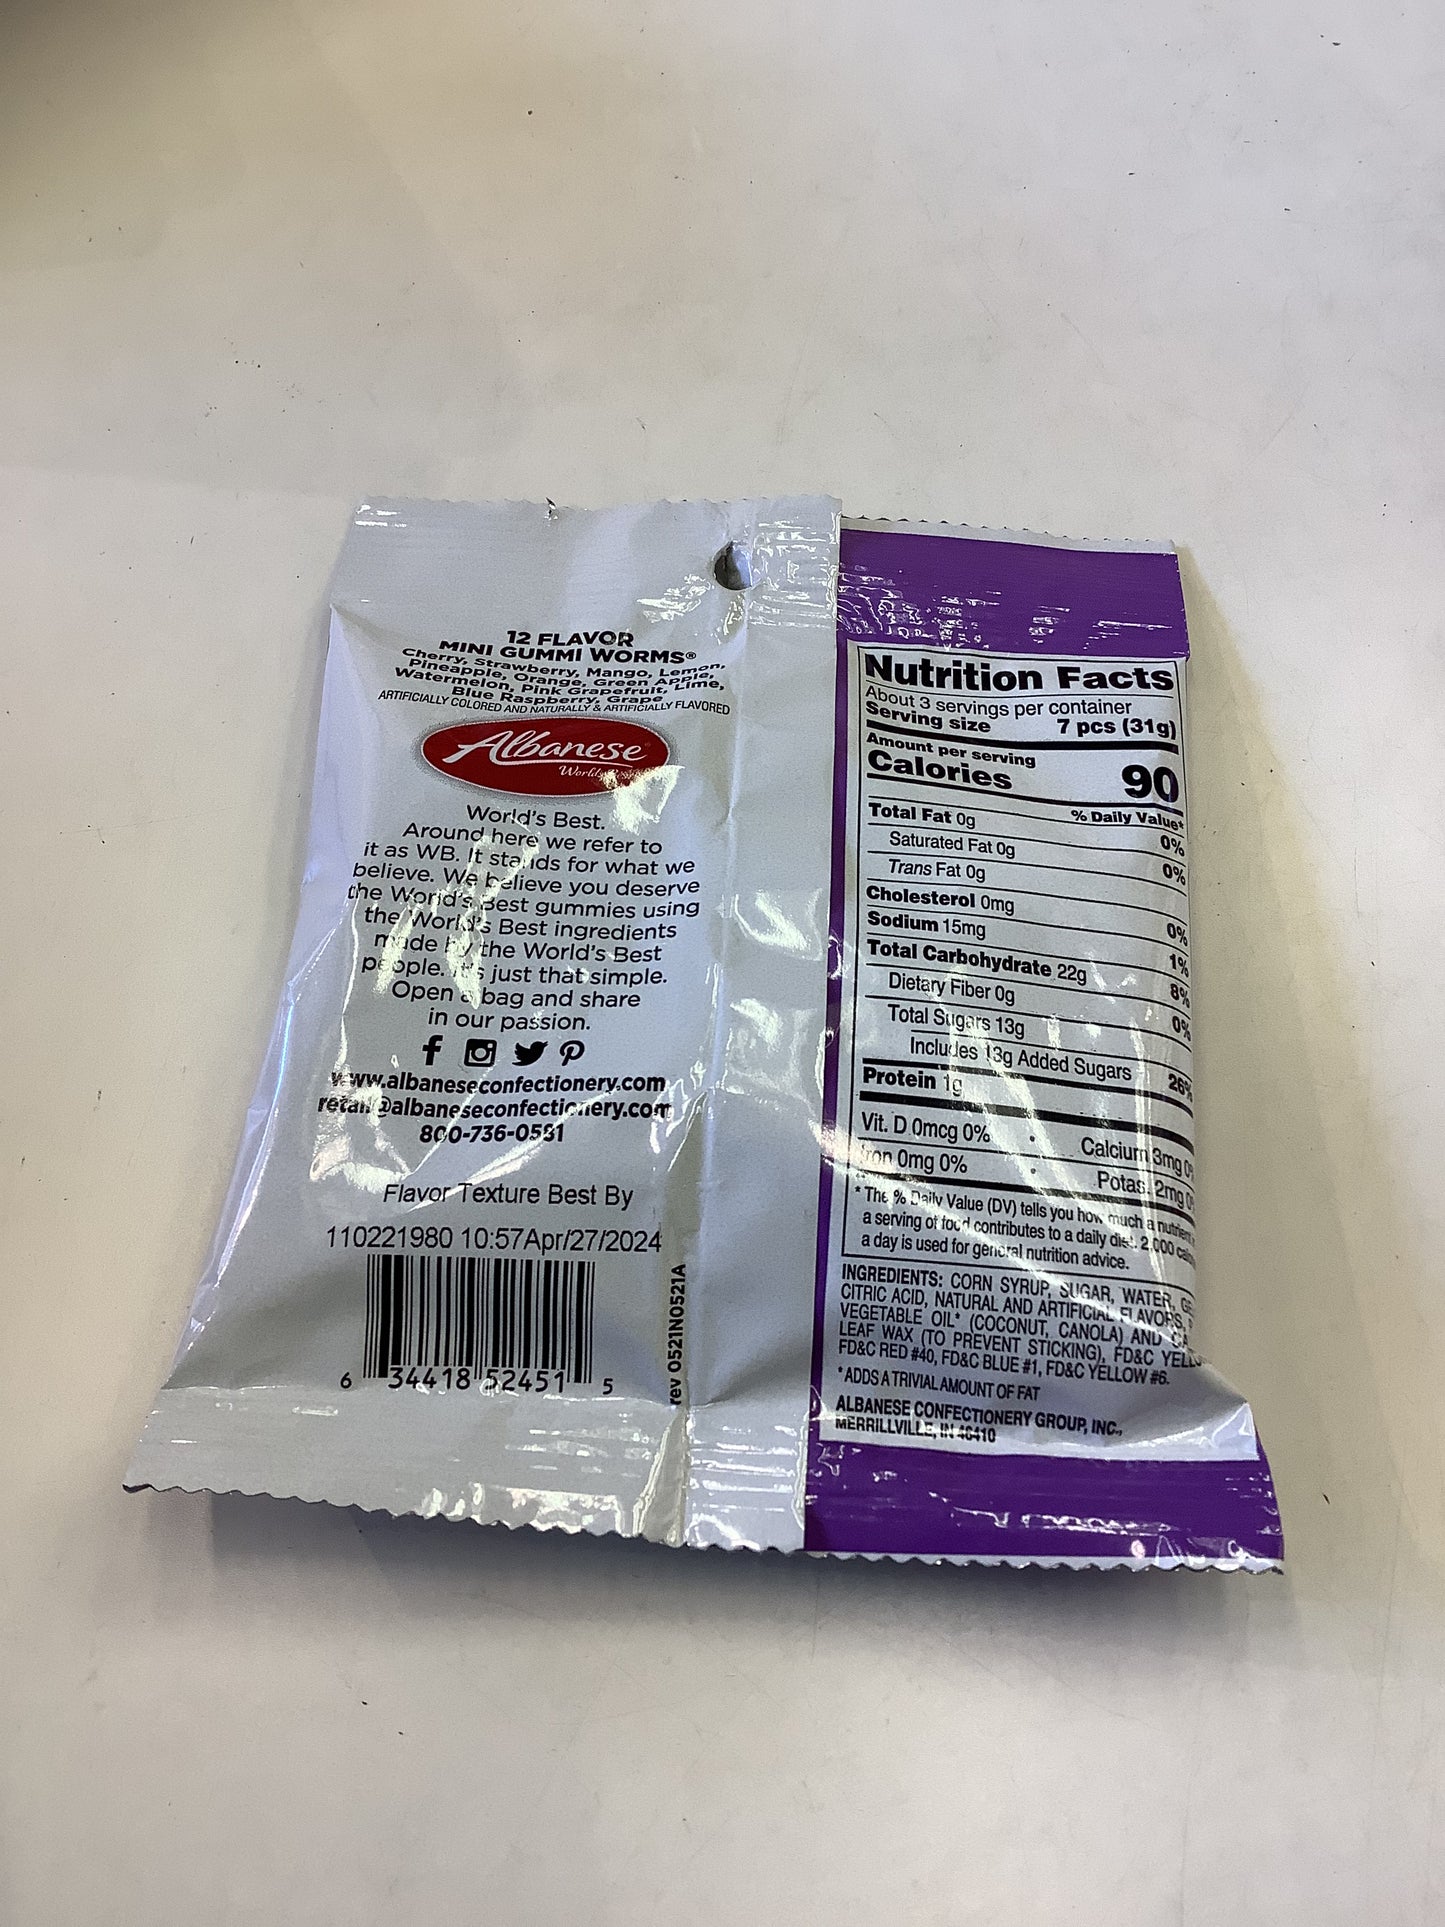 12 FLAVOR
MINI GUMMI WORMS®
Cherry, Strawberry, Mango, Lemon,
Pineapple, Orange, Green Apple,
Watermelon, Pink Grapefruit, Lime,
Blue Raspberry, Grape
ARTIFICIALLY COLORED AND NATURALLY & ARTIFICIALLY FLAVORED
Albanese
World's Best
World's Best.
Around here we refer to
it as WB. It stands for what we
believe. We believe you deserve
the World's Best gummies using
the World's Best ingredients
made by the World's Best
people. It's just that simple.
Open a bag and share
in our passion.
www.albaneseconfectionery.com
retail@albaneseconfectionery.com
800-736-0581
Flavor Texture Best By
110221980 10:57Apr/27/2024
6 34418 52451 5
rev 0521N0521A
Nutrition Facts
About 3 servings per container
Serving size 7 pcs (31g)
Amount per serving
Calories 90
% Daily Value*
Total Fat 0g 0%
Saturated Fat 0g 0%
Trans Fat 0g
Cholesterol 0mg 0%
Sodium 15mg 1%
Total Carbohydrate 22g 8%
Dietary Fiber 0g 0%
Total Sugars 13g
Includes 13g Added Sugars 26%
Protein 1g
Vit. D 0mcg 0% • Calcium 3mg 0%
Iron 0mg 0% • Potas. 2mg 0%
* The % Daily Value (DV) tells you how much a nutrient
a serving of food contributes to a daily diet. 2,000
a day is used for general nutrition advice.
INGREDIENTS: CORN SYRUP, SUGAR, WATER,
CITRIC ACID, NATURAL AND ARTIFICIAL FLAVORS,
VEGETABLE OIL* (COCONUT, CANOLA) AND
LEAF WAX (TO PREVENT STICKING), FD&C
FD&C RED #40, FD&C BLUE #1, FD&C YELLOW #6.
*ADDS A TRIVIAL AMOUNT OF FAT
ALBANESE CONFECTIONERY GROUP, INC.,
MERRILLVILLE, IN 46410